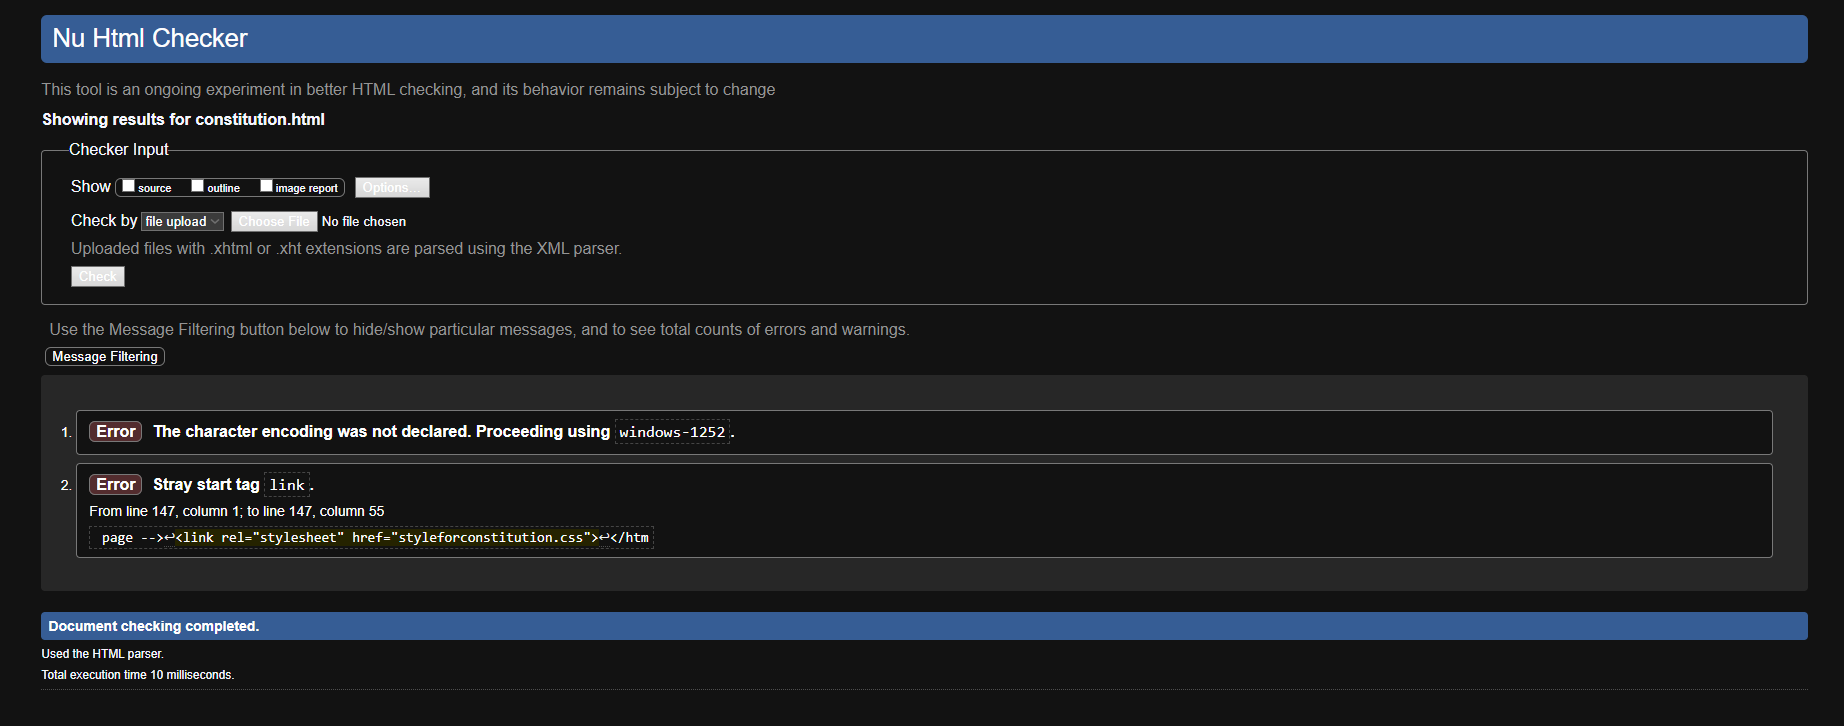 Nu Html Checker
This tool is an ongoing experiment in better HTML checking, and its behavior remains subject to change
Showing results for constitution.html
Checker Input
Show source outline image report Options...
Check by file upload Choose File No file chosen
Uploaded files with .xhtml or .xht extensions are parsed using the XML parser.
Check
Use the Message Filtering button below to hide/show particular messages, and to see total counts of errors and warnings.
Message Filtering
1. Error The character encoding was not declared. Proceeding using windows-1252.
2. Error Stray start tag link.
From line 147, column 1; to line 147, column 55
page -->↩<link rel="stylesheet" href="styleforconstitution.css">↩</htm
Document checking completed.
Used the HTML parser.
Total execution time 10 milliseconds.